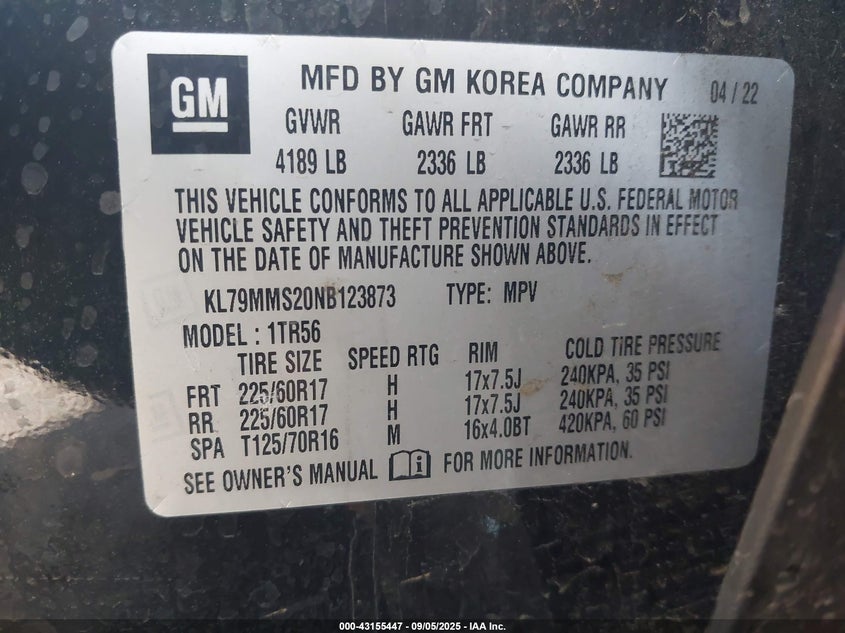 GM
MFD BY GM KOREA COMPANY 04 / 22
GVWR GAWR FRT GAWR RR
4189 LB 2336 LB 2336 LB
THIS VEHICLE CONFORMS TO ALL APPLICABLE U.S. FEDERAL MOTOR
VEHICLE SAFETY AND THEFT PREVENTION STANDARDS IN EFFECT
ON THE DATE OF MANUFACTURE SHOWN ABOVE.
KL79MMS20NB123873 TYPE: MPV
MODEL : 1TR56
TIRE SIZE SPEED RTG RIM COLD TIRE PRESSURE
FRT 225/60R17 H 17x7.5J 240KPA, 35 PSI
RR 225/60R17 H 17x7.5J 240KPA, 35 PSI
SPA T125/70R16 M 16x4.0BT 420KPA, 60 PSI
SEE OWNER'S MANUAL FOR MORE INFORMATION.
000-43155447 - 09/05/2025 - IAA Inc.